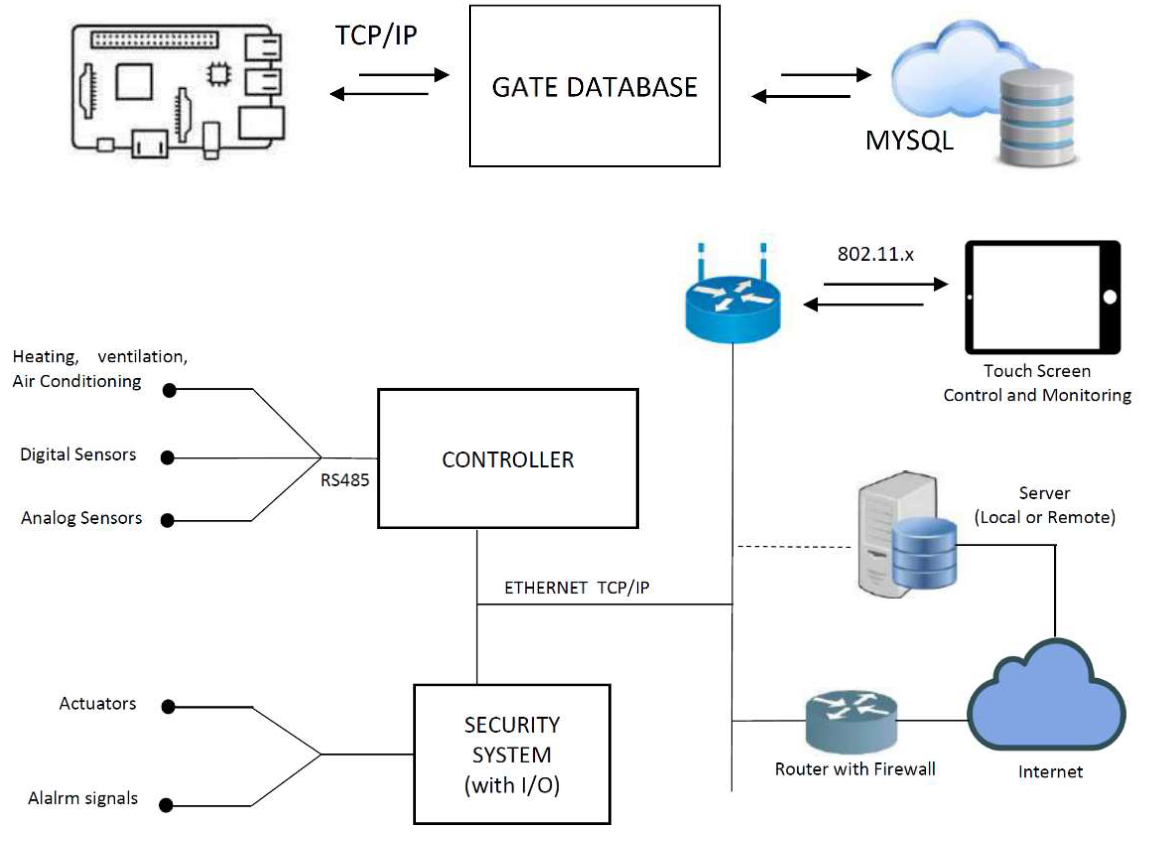 TCP/IP
GATE DATABASE
MYSQL
802.11.x
Touch Screen
Control and Monitoring
Heating, ventilation,
Air Conditioning
Digital Sensors
Analog Sensors
RS485
CONTROLLER
Server
(Local or Remote)
ETHERNET TCP/IP
Actuators
Alalrm signals
SECURITY
SYSTEM
(with I/O)
Router with Firewall
Internet